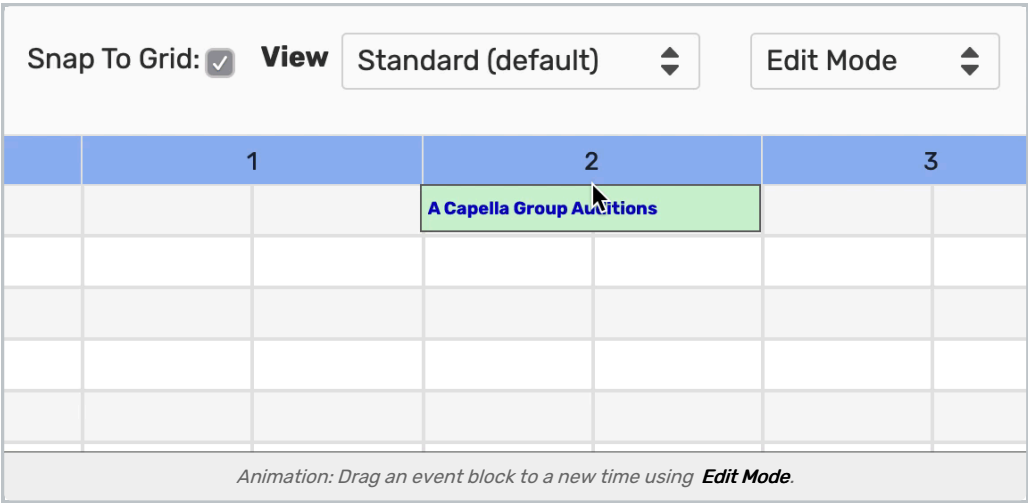 Snap To Grid: View Standard (default) Edit Mode
1 2 3
A Capella Group Auditions
Animation: Drag an event block to a new time using Edit Mode.